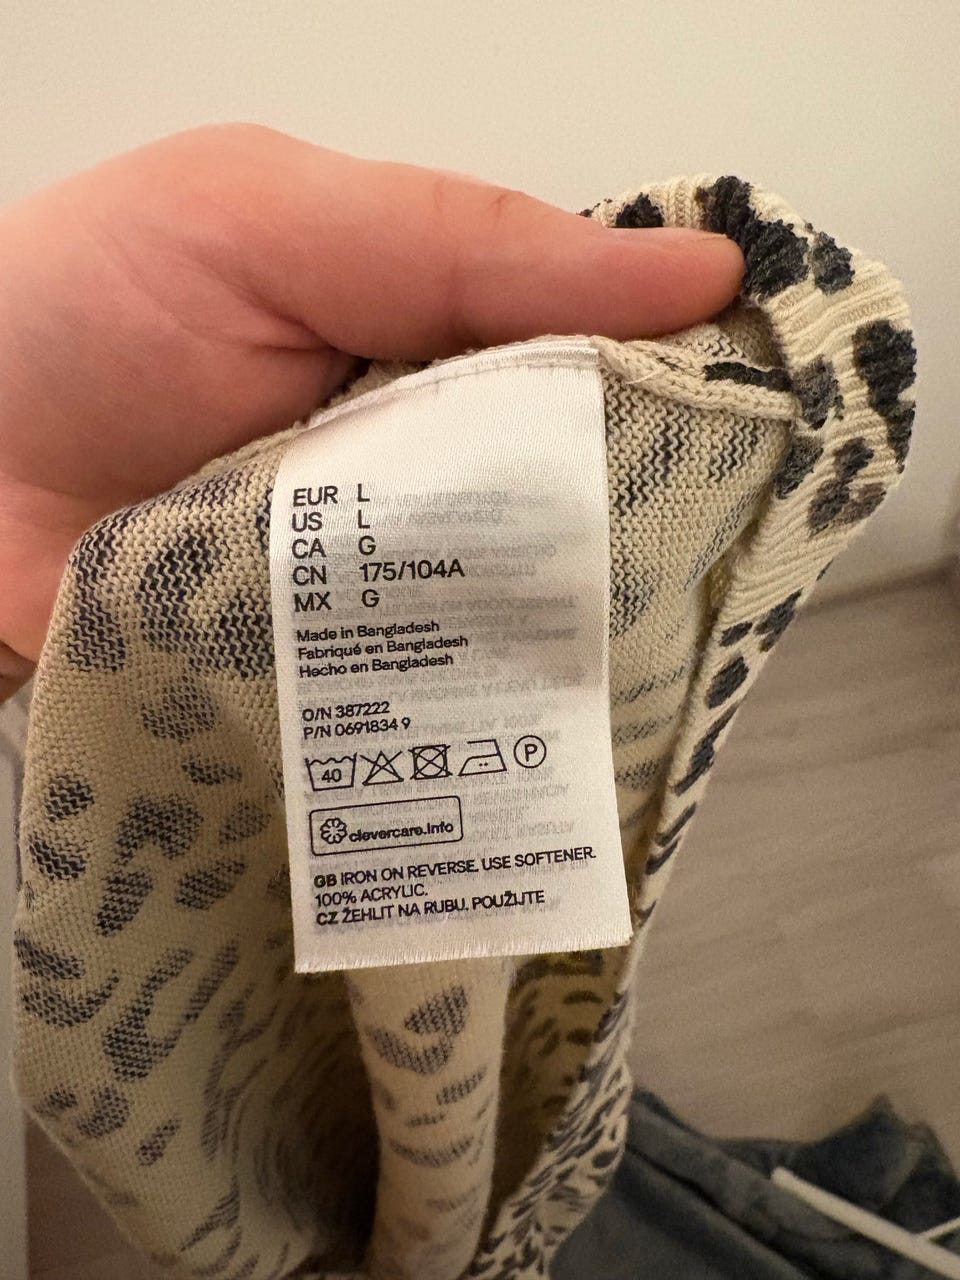 EUR L
US L
CA G
CN 175/104A
MX G
Made in Bangladesh
Fabriqué en Bangladesh
Hecho en Bangladesh
O/N 387222
P/N 0691834 9
40
P
clevercare.info
GB IRON ON REVERSE. USE SOFTENER.
100% ACRYLIC.
CZ ŽEHLIT NA RUBU. POUŽIJTE